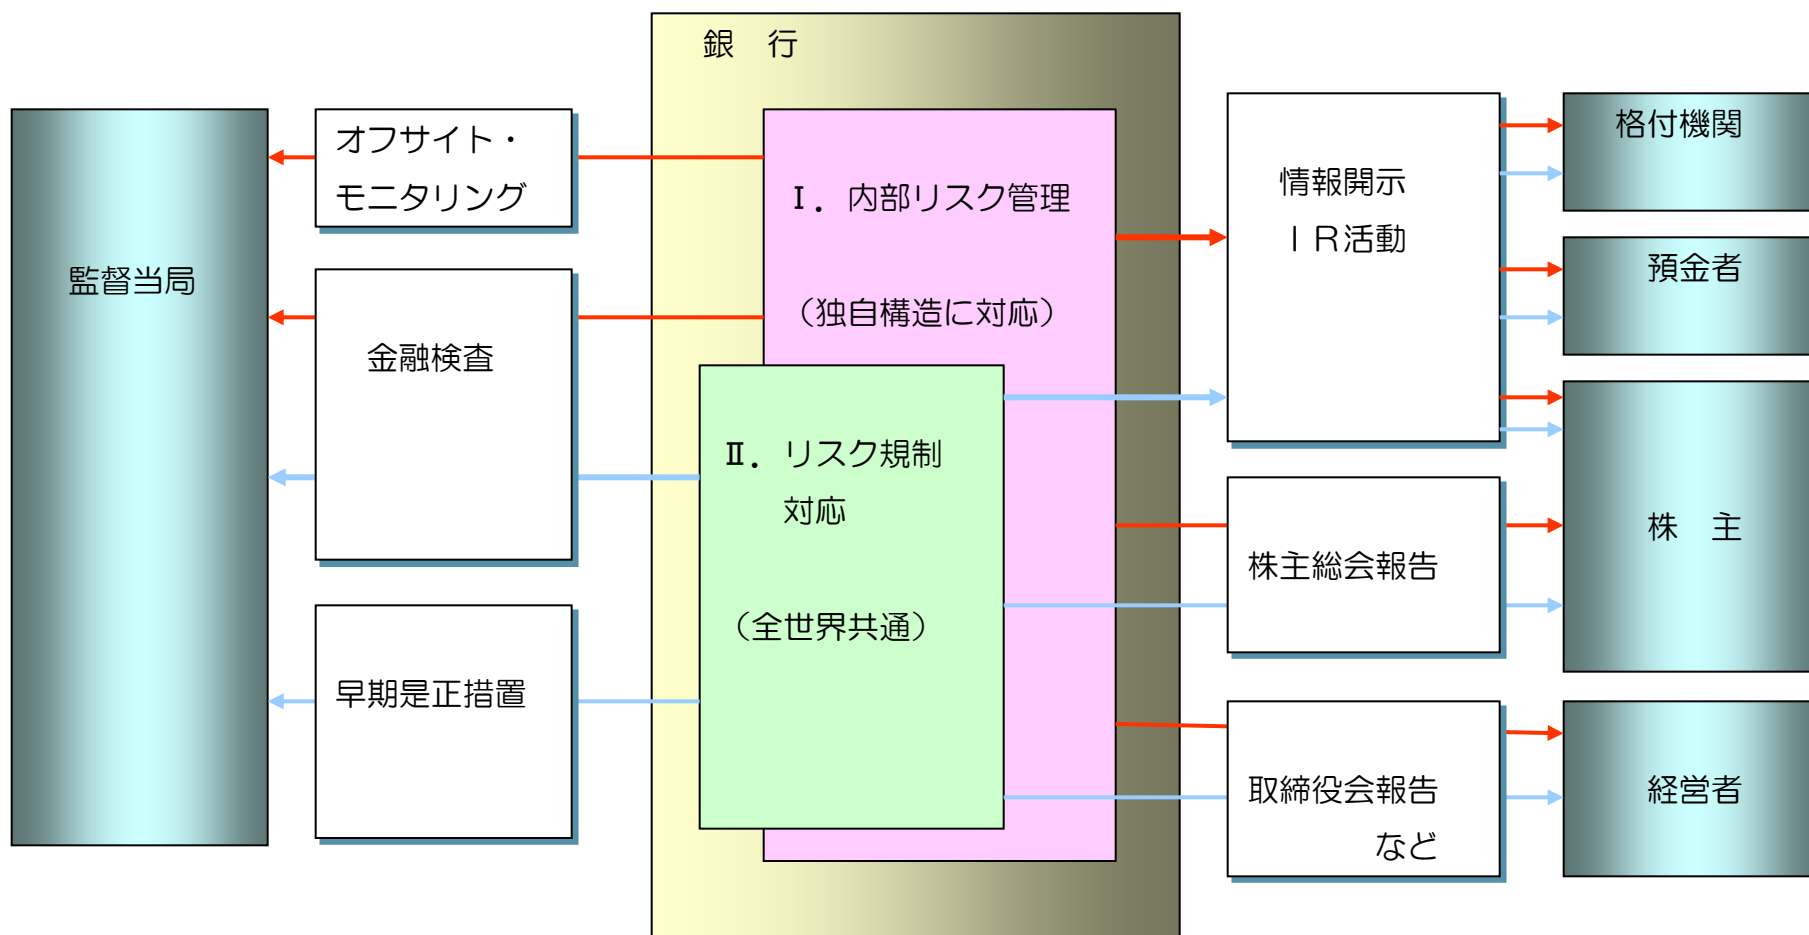 銀　行
監督当局
オフサイト・
モニタリング
金融検査
早期是正措置
Ⅰ．内部リスク管理
（独自構造に対応）
Ⅱ．リスク規制
対応
（全世界共通）
情報開示
ＩＲ活動
株主総会報告
取締役会報告
など
格付機関
預金者
株　主
経営者